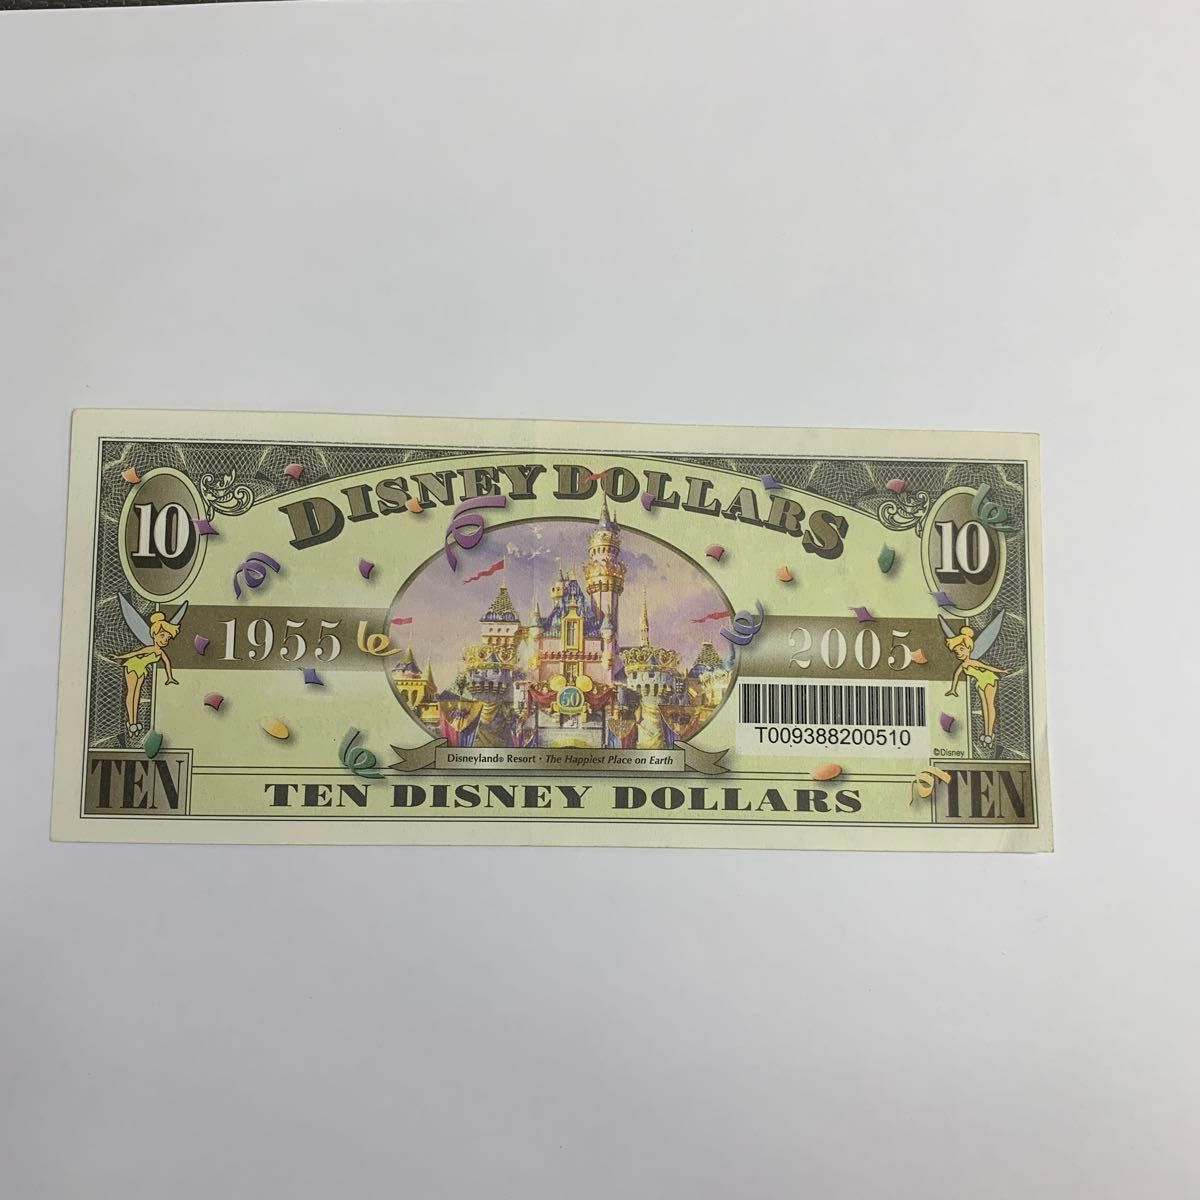 DISNEY DOLLARS
10
10
1955
2005
50
T009388200510
©Disney
Disneyland® Resort • The Happiest Place on Earth
TEN
TEN
TEN DISNEY DOLLARS